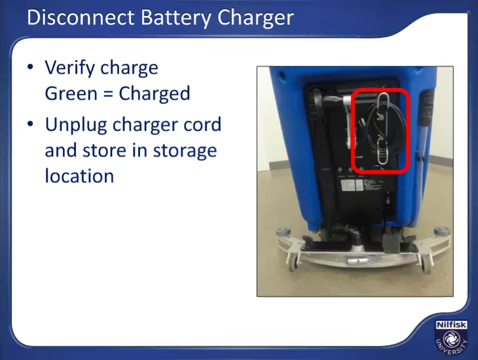 Disconnect Battery Charger
• Verify charge
Green = Charged
• Unplug charger cord
and store in storage
location
Nilfisk
UNIVERSITY